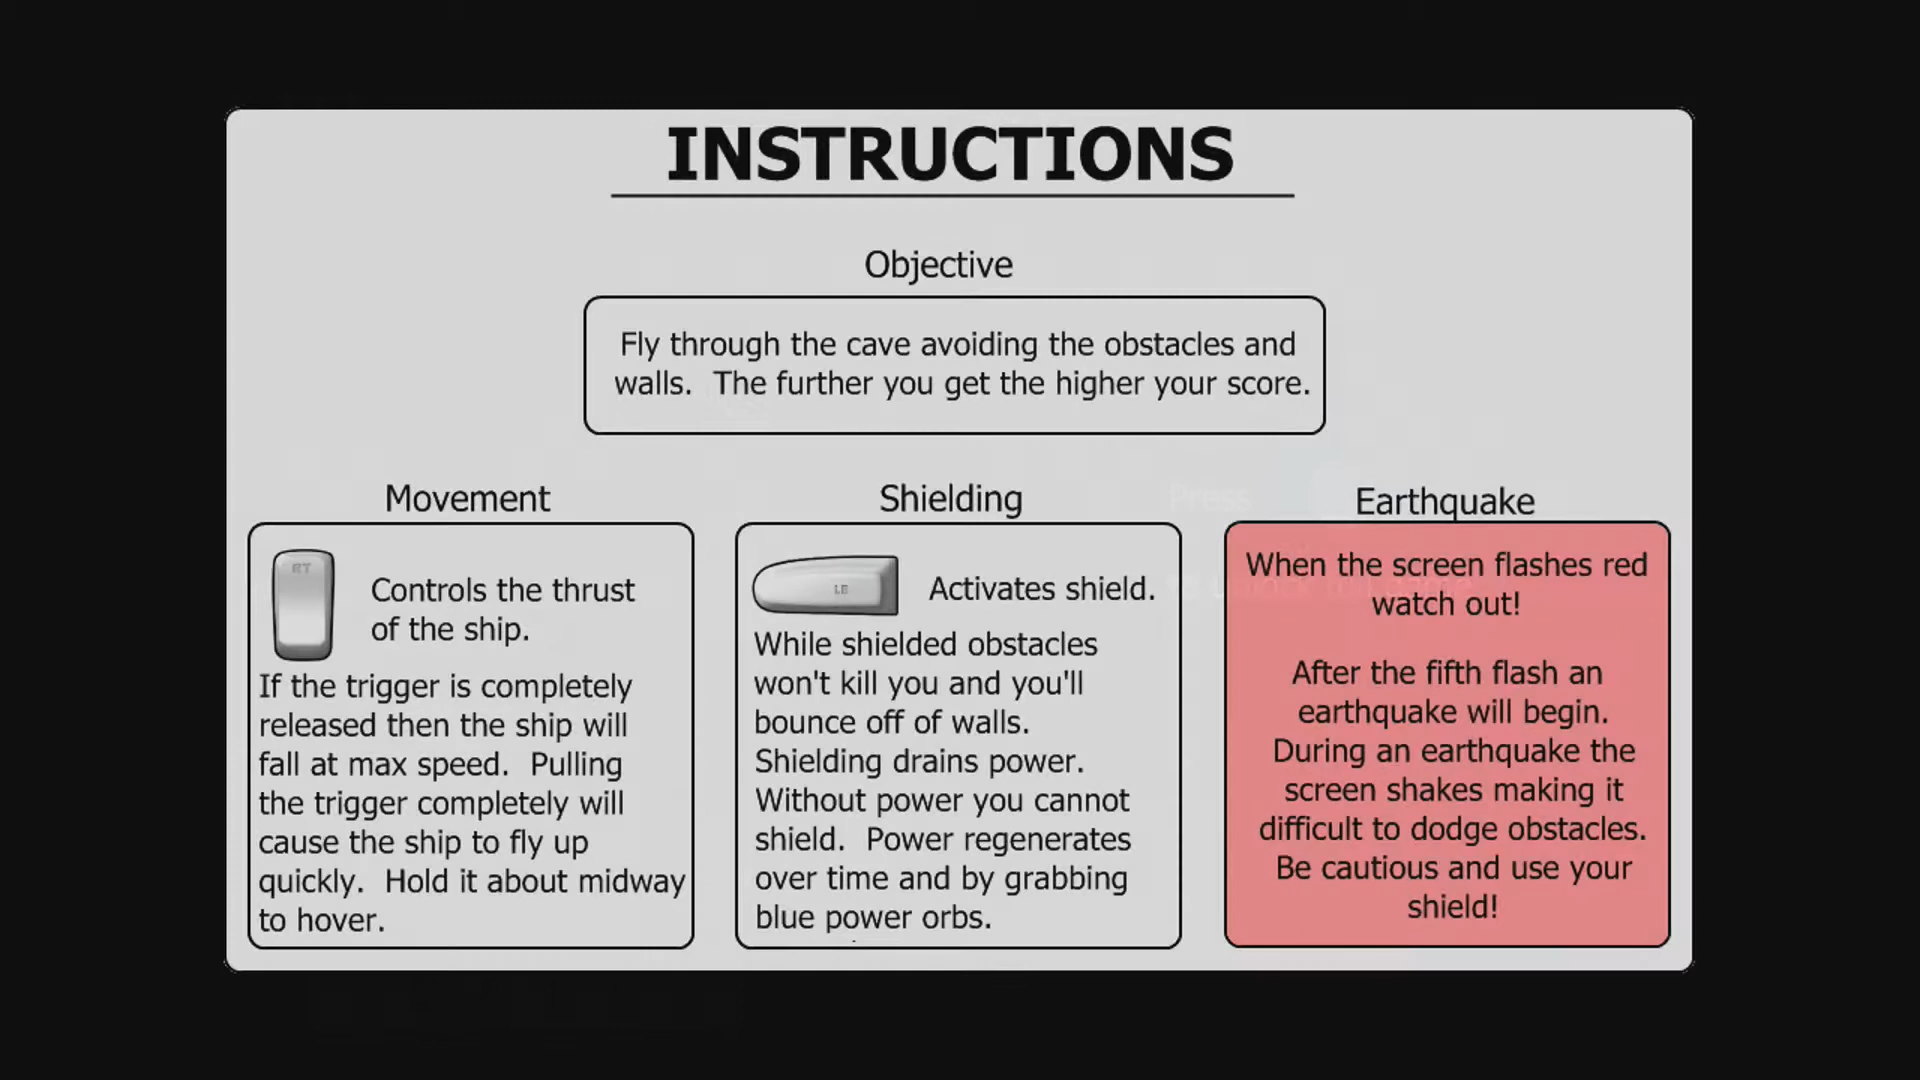 INSTRUCTIONS
Objective
Fly through the cave avoiding the obstacles and
walls.  The further you get the higher your score.
Movement
RT
Controls the thrust
of the ship.
If the trigger is completely
released then the ship will
fall at max speed.  Pulling
the trigger completely will
cause the ship to fly up
quickly.  Hold it about midway
to hover.
Shielding
LB
Activates shield.
While shielded obstacles
won't kill you and you'll
bounce off of walls.
Shielding drains power.
Without power you cannot
shield.  Power regenerates
over time and by grabbing
blue power orbs.
Press
Earthquake
When the screen flashes red
watch out!
After the fifth flash an
earthquake will begin.
During an earthquake the
screen shakes making it
difficult to dodge obstacles.
Be cautious and use your
shield!